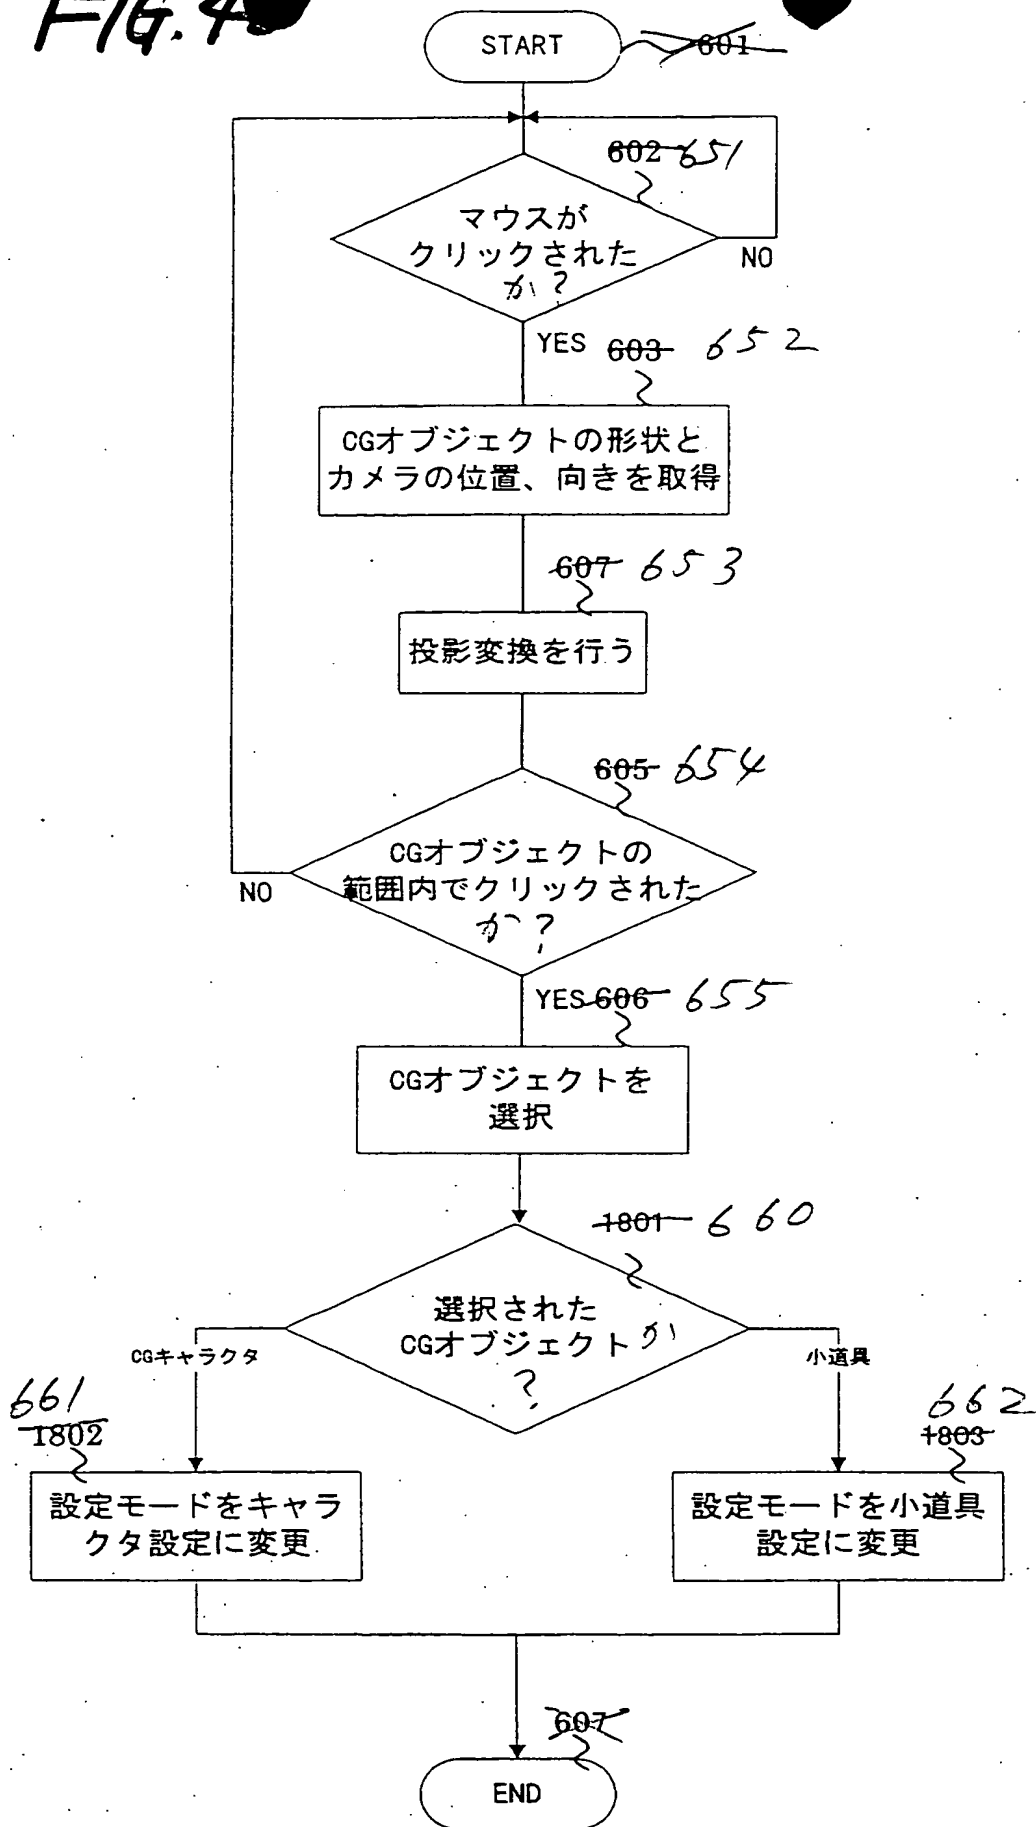 FIG. 4
START
601
602 651
マウスが
クリックされた
か?
NO
YES
603 652
CGオブジェクトの形状と
カメラの位置、向きを取得
607 653
投影変換を行う
605 654
CGオブジェクトの
範囲内でクリックされた
か?
NO
YES
606 655
CGオブジェクトを
選択
1801 660
選択された
CGオブジェクトか
?
CGキャラクタ
小道具
661
1802
662
1803
設定モードをキャラ
クタ設定に変更
設定モードを小道具
設定に変更
607
END